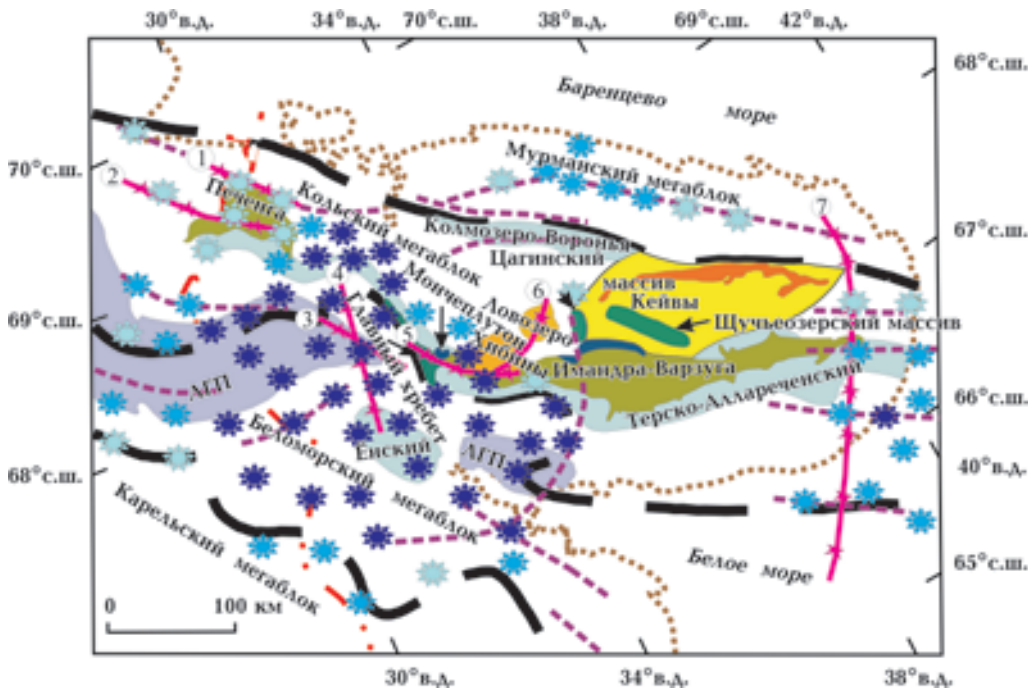 30°в.д.
34°в.д.
70°с.ш.
38°в.д.
69°с.ш.
42°в.д.
68°с.ш.
Баренцево море
70°с.ш.
1
2
Мурманский мегаблок
Печенга
Кольский мегаблок
7
67°с.ш.
Колмозеро-Воронья
Цагинский
массив
Кейвы
4
Мончеплутон
6
Ловозеро
69°с.ш.
3
Главный хребет
5
Щучьеозерский массив
Хибины
Имандра-Варзуга
ЛГП
Терско-Аллареченский
66°с.ш.
Беломорский мегаблок
Енский
ЛГП
68°с.ш.
40°в.д.
Карельский мегаблок
Белое море
65°с.ш.
0 100 км
30°в.д.
34°в.д.
38°в.д.